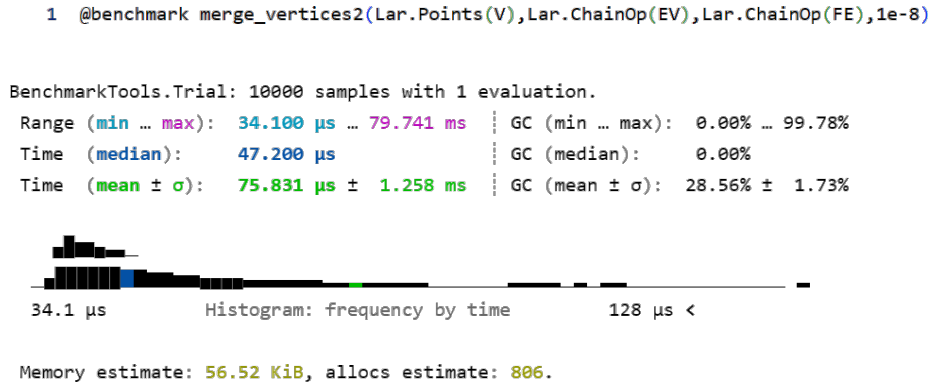 1 @benchmark merge_vertices2(Lar.Points(V),Lar.ChainOp(EV),Lar.ChainOp(FE),1e-8)
BenchmarkTools.Trial: 10000 samples with 1 evaluation.
Range (min … max): 34.100 μs … 79.741 ms ┊ GC (min … max): 0.00% … 99.78%
Time (median): 47.200 μs ┊ GC (median): 0.00%
Time (mean ± σ): 75.831 μs ± 1.258 ms ┊ GC (mean ± σ): 28.56% ± 1.73%
34.1 μs Histogram: frequency by time 128 μs <
Memory estimate: 56.52 KiB, allocs estimate: 806.